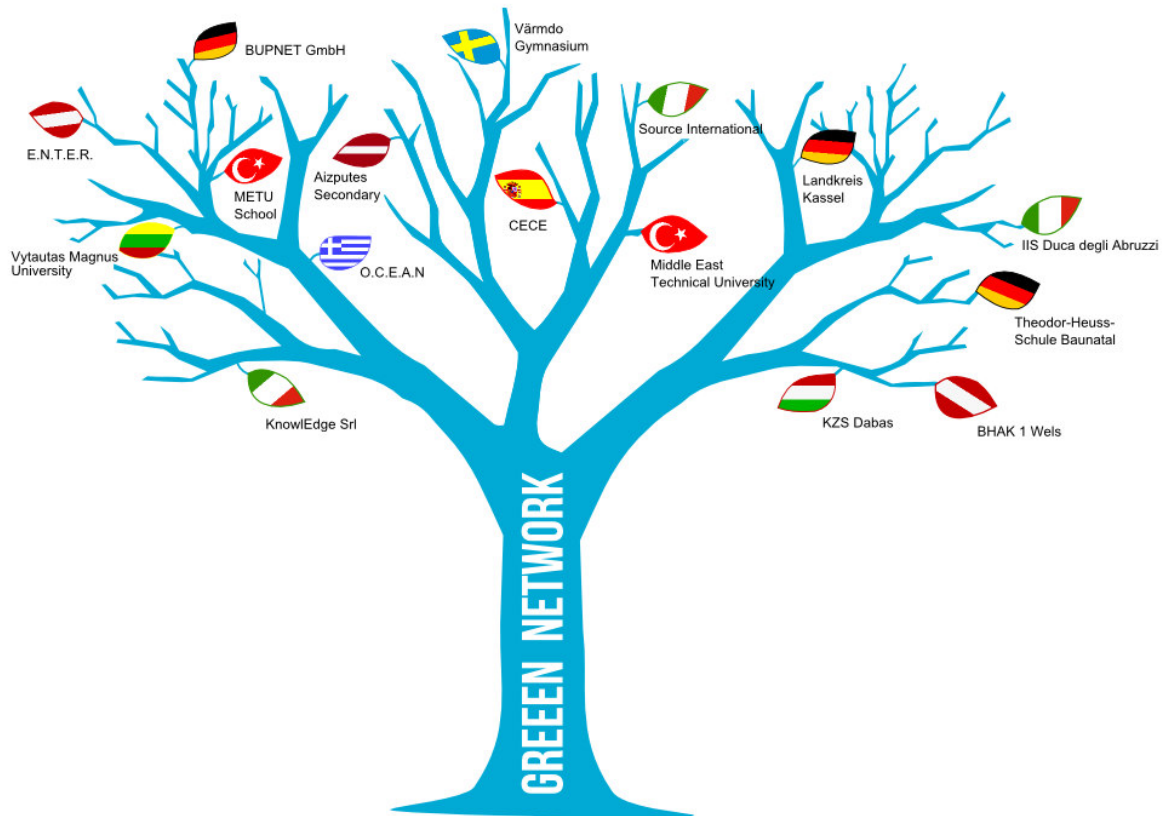 BUPNET GmbH
Värmdo
Gymnasium
Source International
E.N.T.E.R.
METU
School
Aizputes
Secondary
CECE
Landkreis
Kassel
Vytautas Magnus
University
O.C.E.A.N
Middle East
Technical University
IIS Duca degli Abruzzi
Theodor-Heuss-
Schule Baunatal
KnowlEdge Srl
KZS Dabas
BHAK 1 Wels
GREEEN NETWORK